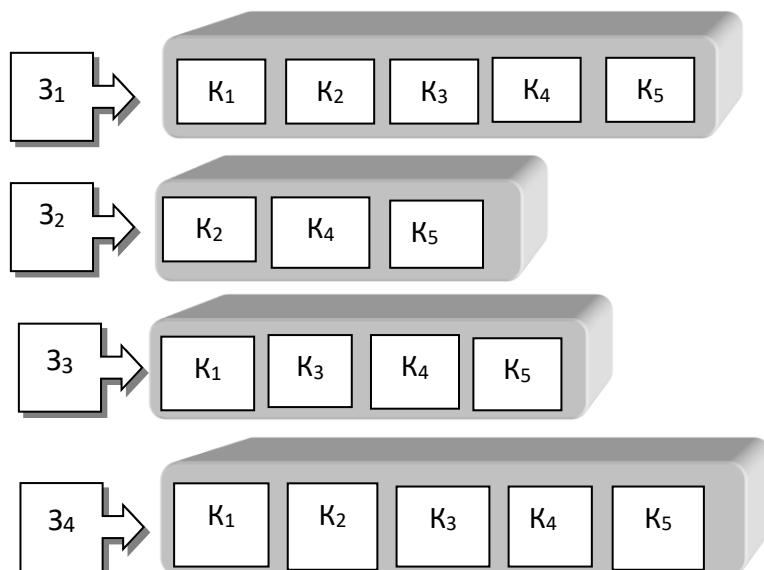 З₁ К₁ К₂ К₃ К₄ К₅
З₂ К₂ К₄ К₅
З₃ К₁ К₃ К₄ К₅
З₄ К₁ К₂ К₃ К₄ К₅